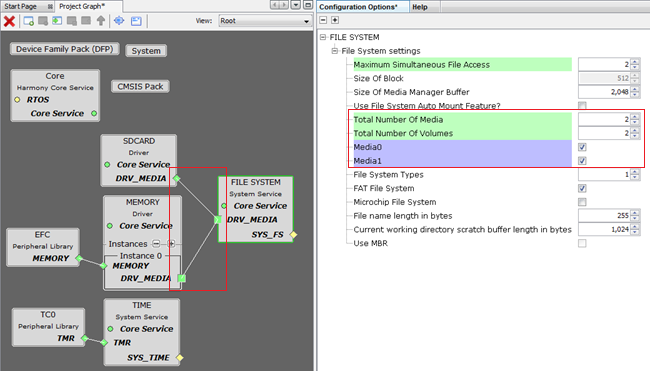 Start Page
Project Graph*
View:
Root
Device Family Pack (DFP)
System
Core
Harmony Core Service
RTOS
Core Service
CMSIS Pack
SDCARD
Driver
Core Service
DRV_MEDIA
FILE SYSTEM
System Service
Core Service
DRV_MEDIA
SYS_FS
MEMORY
Driver
Core Service
Instances
Instance 0
MEMORY
DRV_MEDIA
EFC
Peripheral Library
MEMORY
TC0
Peripheral Library
TMR
TIME
System Service
Core Service
TMR
SYS_TIME
Configuration Options*
Help
FILE SYSTEM
File System settings
Maximum Simultaneous File Access 2
Size Of Block 512
Size Of Media Manager Buffer 2,048
Use File System Auto Mount Feature?
Total Number Of Media 2
Total Number Of Volumes 2
Media0
Media1
File System Types 1
FAT File System
Microchip File System
File name length in bytes 255
Current working directory scratch buffer length in bytes 1,024
Use MBR